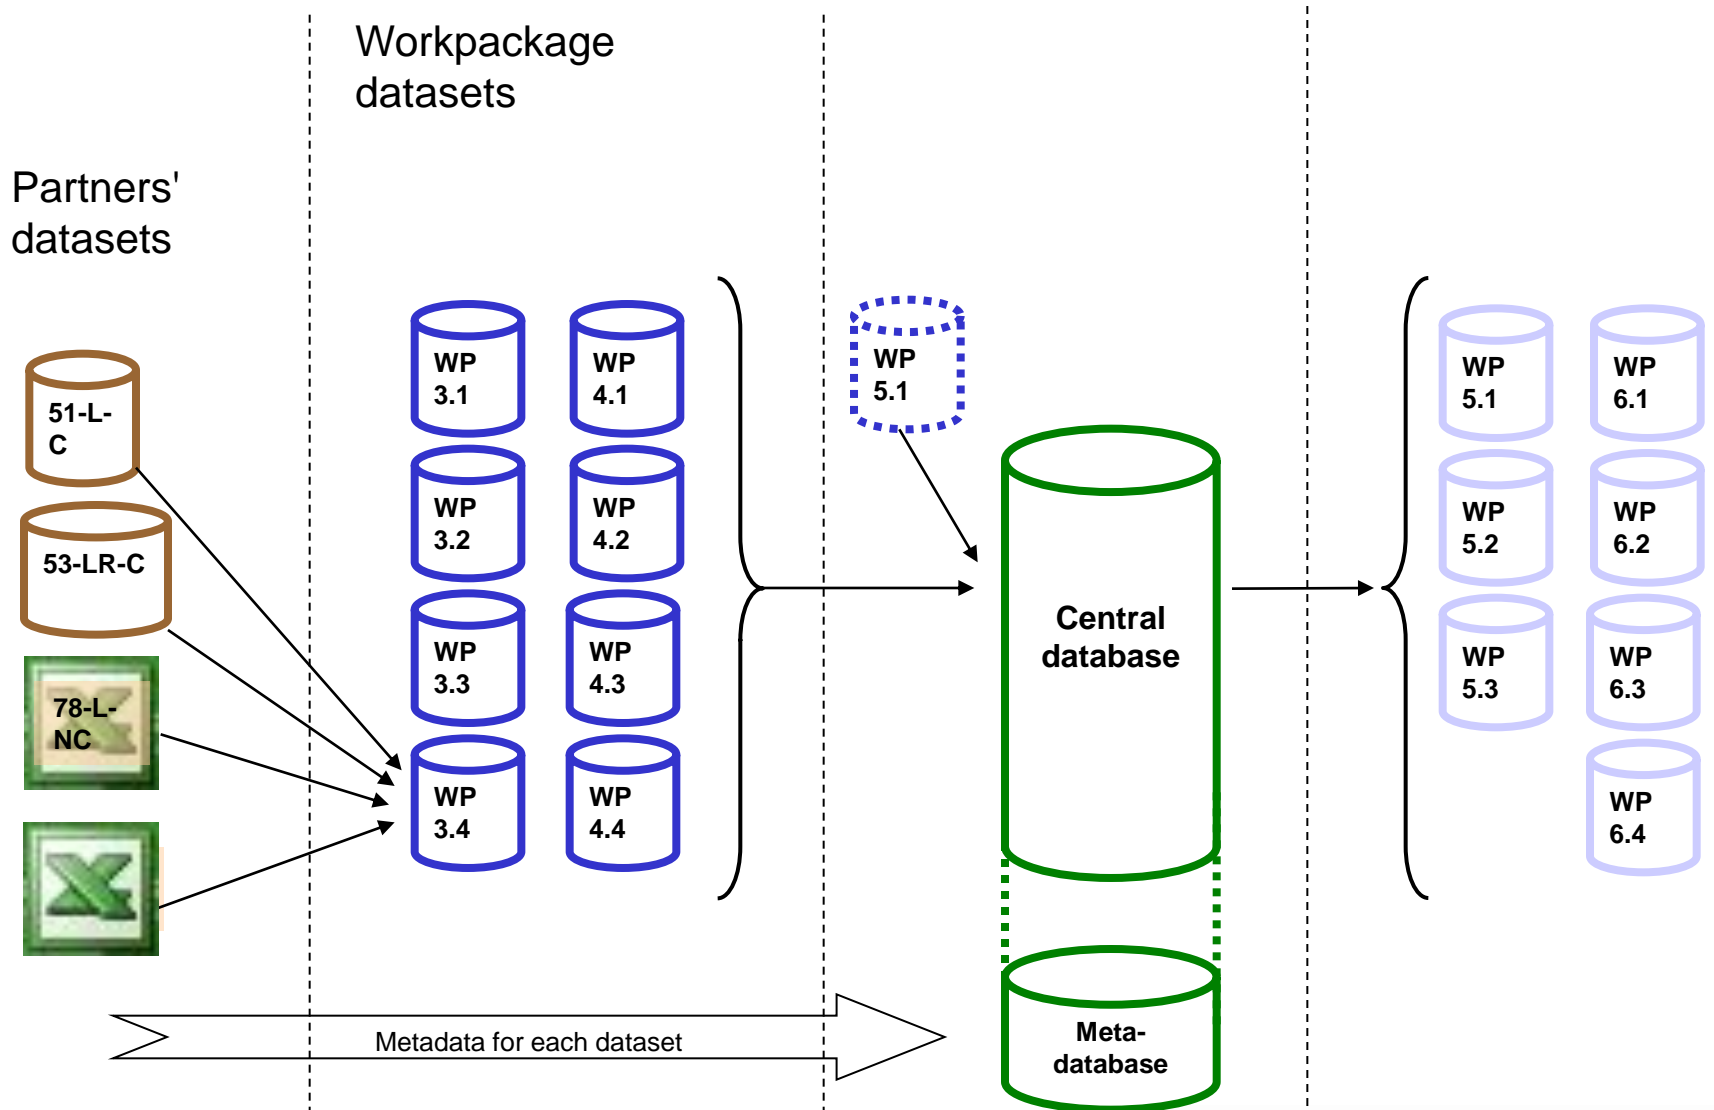 Workpackage
datasets
Partners'
datasets
51-L-
C
53-LR-C
78-L-
NC
WP
3.1
WP
4.1
WP
3.2
WP
4.2
WP
3.3
WP
4.3
WP
3.4
WP
4.4
WP
5.1
Central
database
Meta-
database
WP
5.1
WP
6.1
WP
5.2
WP
6.2
WP
5.3
WP
6.3
WP
6.4
Metadata for each dataset